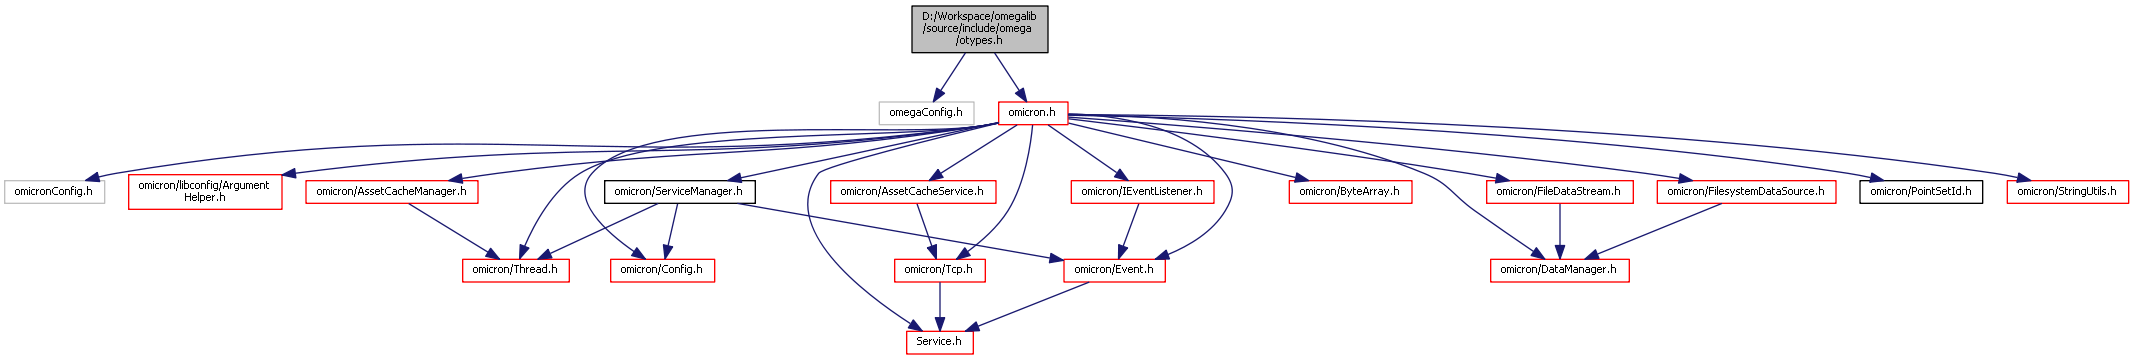 D:/Workspace/omegalib
/source/include/omega
/otypes.h
omegaConfig.h
omicron.h
omicronConfig.h
omicron/libconfig/Argument
Helper.h
omicron/AssetCacheManager.h
omicron/ServiceManager.h
omicron/AssetCacheService.h
omicron/IEventListener.h
omicron/ByteArray.h
omicron/FileDataStream.h
omicron/FilesystemDataSource.h
omicron/PointSetId.h
omicron/StringUtils.h
omicron/Thread.h
omicron/Config.h
omicron/Tcp.h
omicron/Event.h
omicron/DataManager.h
Service.h